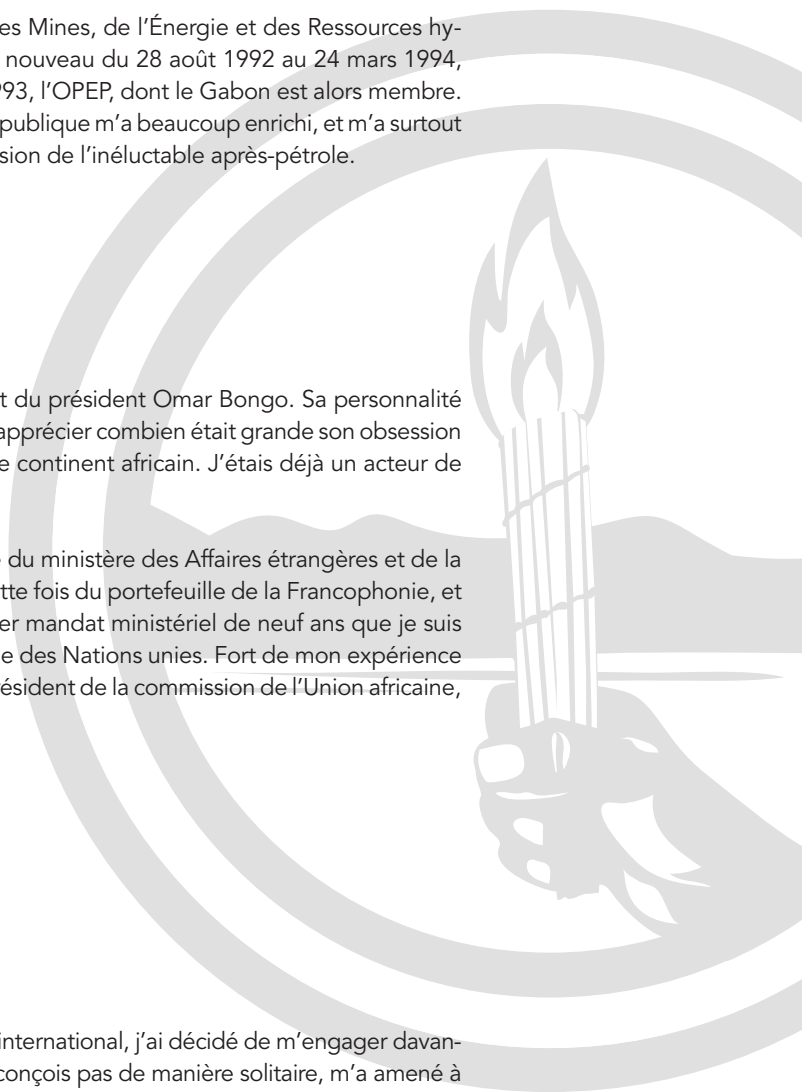 es Mines, de l’Énergie et des Ressources hy-
nouveau du 28 août 1992 au 24 mars 1994,
993, l’OPEP, dont le Gabon est alors membre.
publique m’a beaucoup enrichi, et m’a surtout
sion de l’inéluctable après-pétrole.
t du président Omar Bongo. Sa personnalité
apprécier combien était grande son obsession
e continent africain. J’étais déjà un acteur de
e du ministère des Affaires étrangères et de la
tte fois du portefeuille de la Francophonie, et
er mandat ministériel de neuf ans que je suis
e des Nations unies. Fort de mon expérience
résident de la commission de l’Union africaine,
international, j’ai décidé de m’engager davan-
conçois pas de manière solitaire, m’a amené à